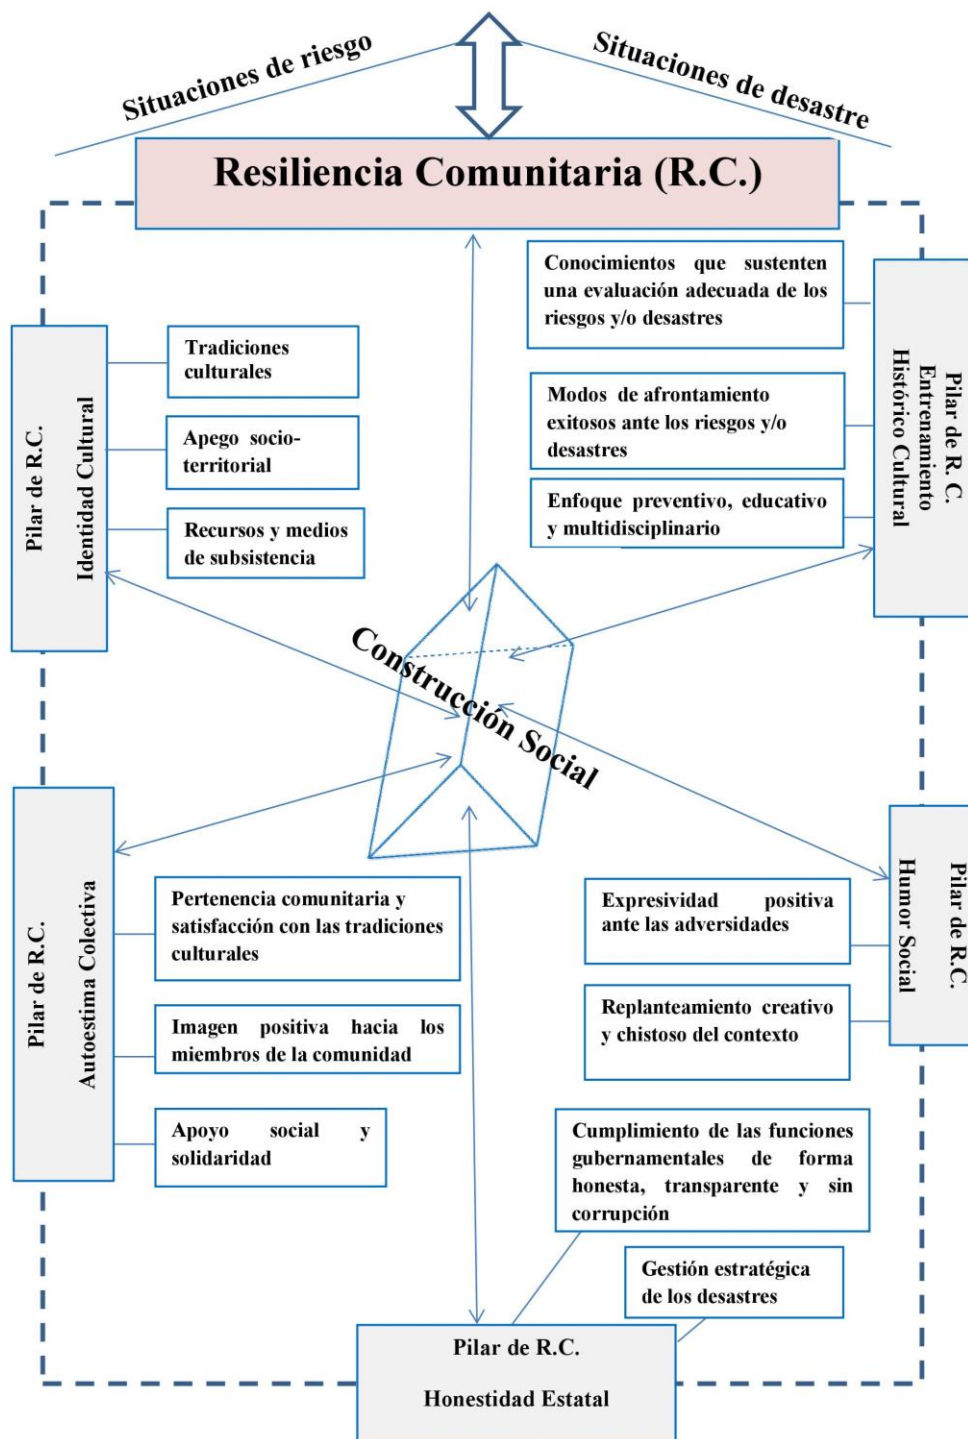 Situaciones de riesgo
Situaciones de desastre
Resiliencia Comunitaria (R.C.)
Pilar de R.C.
Identidad Cultural
Tradiciones
culturales
Apego socio-
territorial
Recursos y medios
de subsistencia
Conocimientos que sustenten
una evaluación adecuada de los
riesgos y/o desastres
Modos de afrontamiento
exitosos ante los riesgos y/o
desastres
Enfoque preventivo, educativo
y multidisciplinario
Pilar de R. C.
Entrenamiento
Histórico Cultural
Construcción Social
Pilar de R.C.
Autoestima Colectiva
Pertenencia comunitaria y
satisfacción con las tradiciones
culturales
Imagen positiva hacia los
miembros de la comunidad
Apoyo social y
solidaridad
Expresividad positiva
ante las adversidades
Replanteamiento creativo
y chistoso del contexto
Pilar de R.C.
Humor Social
Cumplimiento de las funciones
gubernamentales de forma
honesta, transparente y sin
corrupción
Gestión estratégica
de los desastres
Pilar de R.C.
Honestidad Estatal